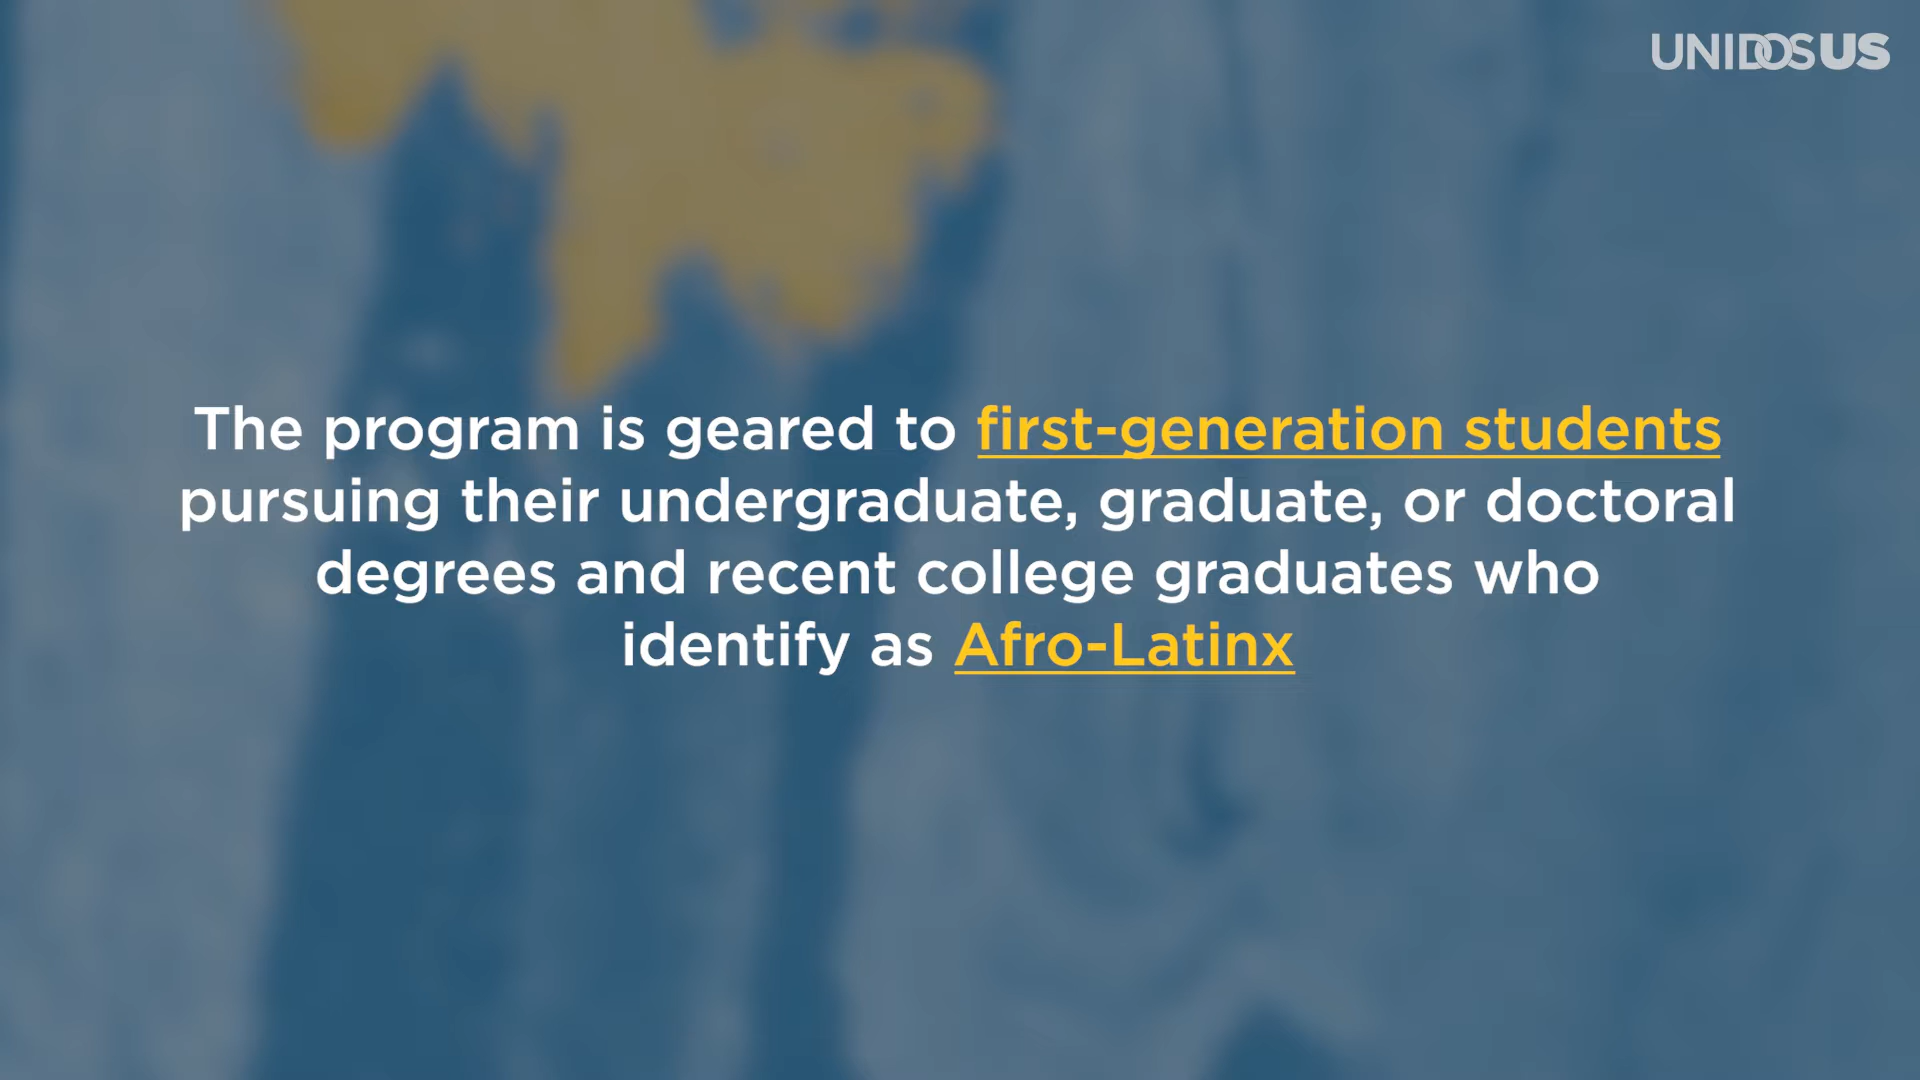 UNIDOSUS
The program is geared to first-generation students
pursuing their undergraduate, graduate, or doctoral
degrees and recent college graduates who
identify as Afro-Latinx